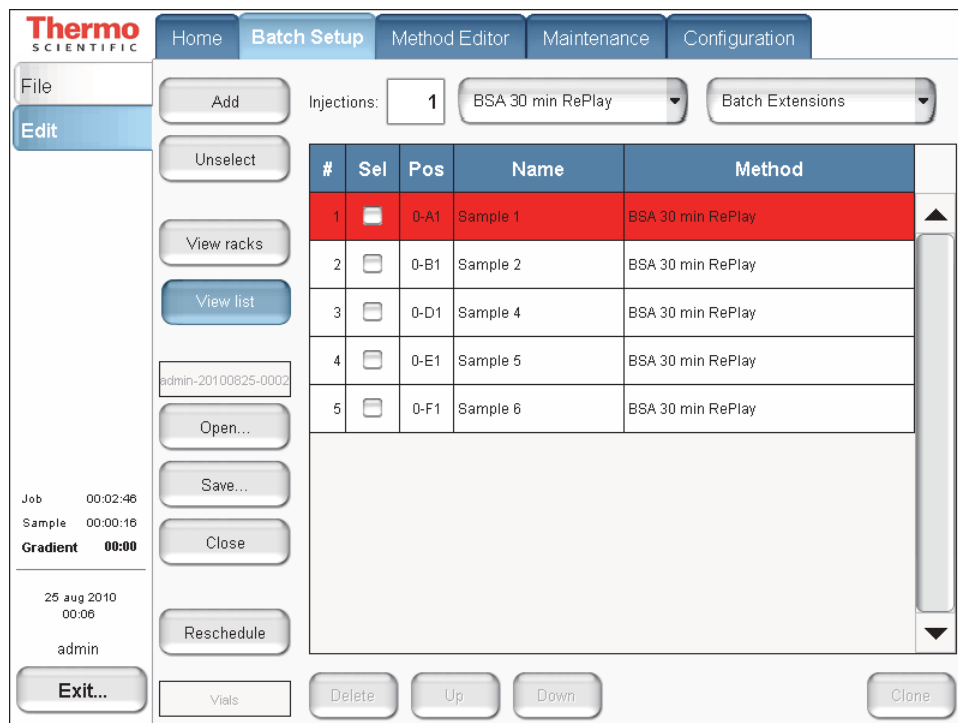 Thermo
SCIENTIFIC
Home
Batch Setup
Method Editor
Maintenance
Configuration
File
Edit
Add
Injections: 1
BSA 30 min RePlay
Batch Extensions
Unselect
View racks
View list
admin-20100825-0002
Open...
Save...
Close
Reschedule
Vials
# Sel Pos Name Method
1 0-A1 Sample 1 BSA 30 min RePlay
2 0-B1 Sample 2 BSA 30 min RePlay
3 0-D1 Sample 4 BSA 30 min RePlay
4 0-E1 Sample 5 BSA 30 min RePlay
5 0-F1 Sample 6 BSA 30 min RePlay
Job 00:02:46
Sample 00:00:16
Gradient 00:00
25 aug 2010
00:06
admin
Exit...
Delete
Up
Down
Clone